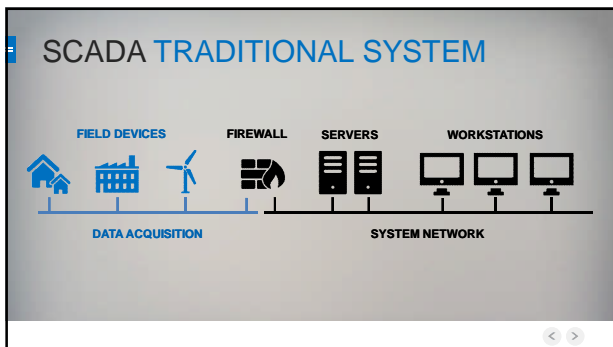 SCADA TRADITIONAL SYSTEM
FIELD DEVICES FIREWALL SERVERS WORKSTATIONS
DATA ACQUISITION SYSTEM NETWORK